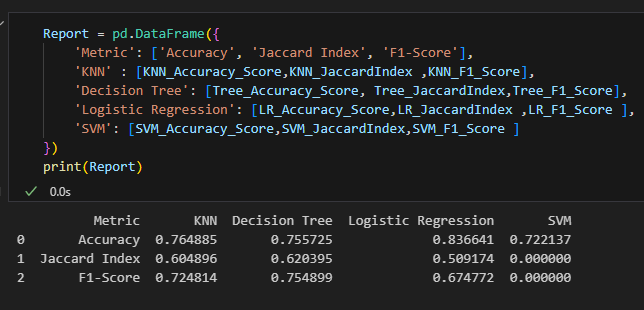 Report = pd.DataFrame({
    'Metric': ['Accuracy', 'Jaccard Index', 'F1-Score'],
    'KNN' : [KNN_Accuracy_Score,KNN_JaccardIndex ,KNN_F1_Score],
    'Decision Tree': [Tree_Accuracy_Score, Tree_JaccardIndex,Tree_F1_Score],
    'Logistic Regression': [LR_Accuracy_Score,LR_JaccardIndex ,LR_F1_Score ],
    'SVM': [SVM_Accuracy_Score,SVM_JaccardIndex,SVM_F1_Score ]
})
print(Report)
✓ 0.0s
Metric KNN Decision Tree Logistic Regression SVM
0 Accuracy 0.764885 0.755725 0.836641 0.722137
1 Jaccard Index 0.604896 0.620395 0.509174 0.000000
2 F1-Score 0.724814 0.754899 0.674772 0.000000